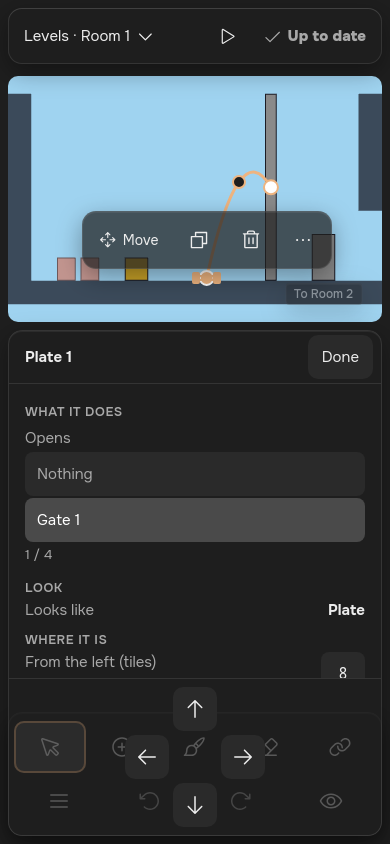 Levels · Room 1
Up to date
Move
To Room 2
Plate 1
Done
WHAT IT DOES
Opens
Nothing
Gate 1
1 / 4
LOOK
Looks like
Plate
WHERE IT IS
From the left (tiles)
8